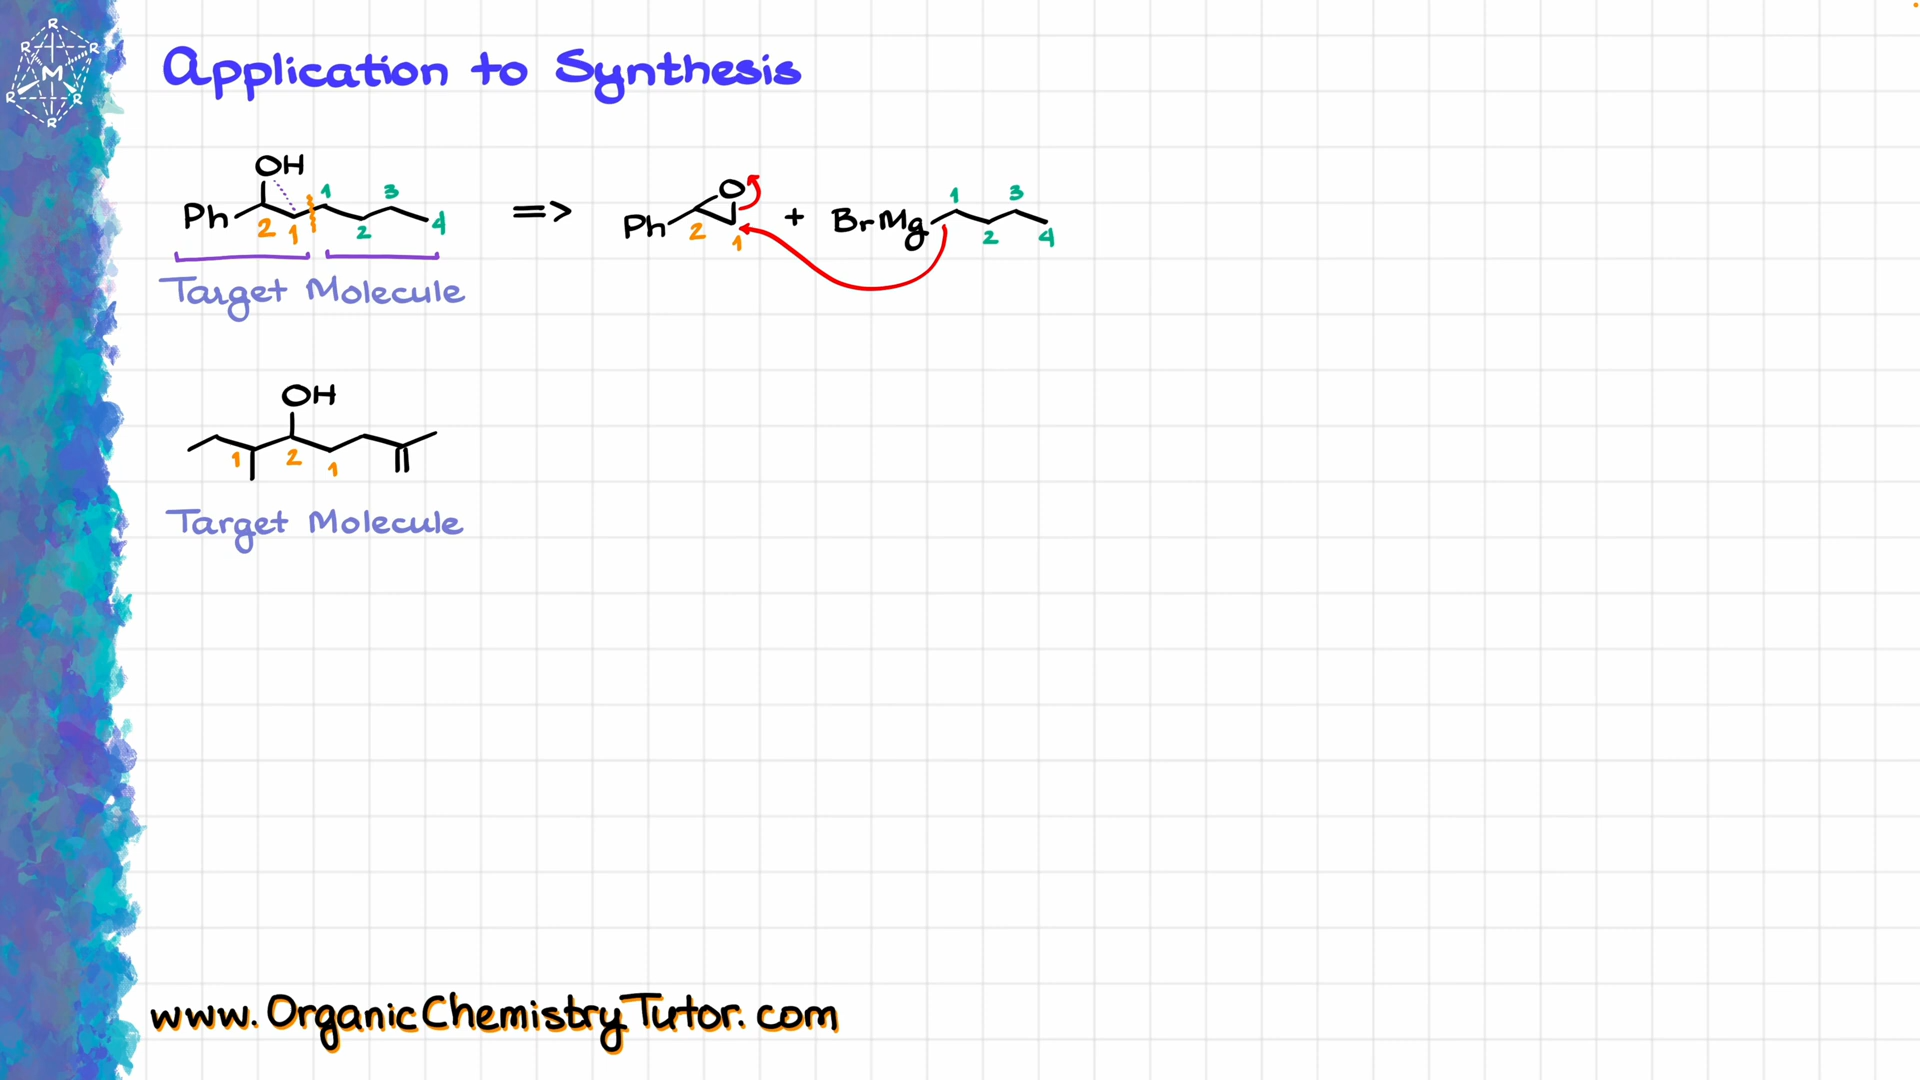 R
R R
M
R R
R
Application to Synthesis
OH
Ph 2 1 1 2 3 4 => Ph 2 1 O + BrMg 1 2 3 4
Target Molecule
OH
1 2 1
Target Molecule
www.OrganicChemistryTutor.com